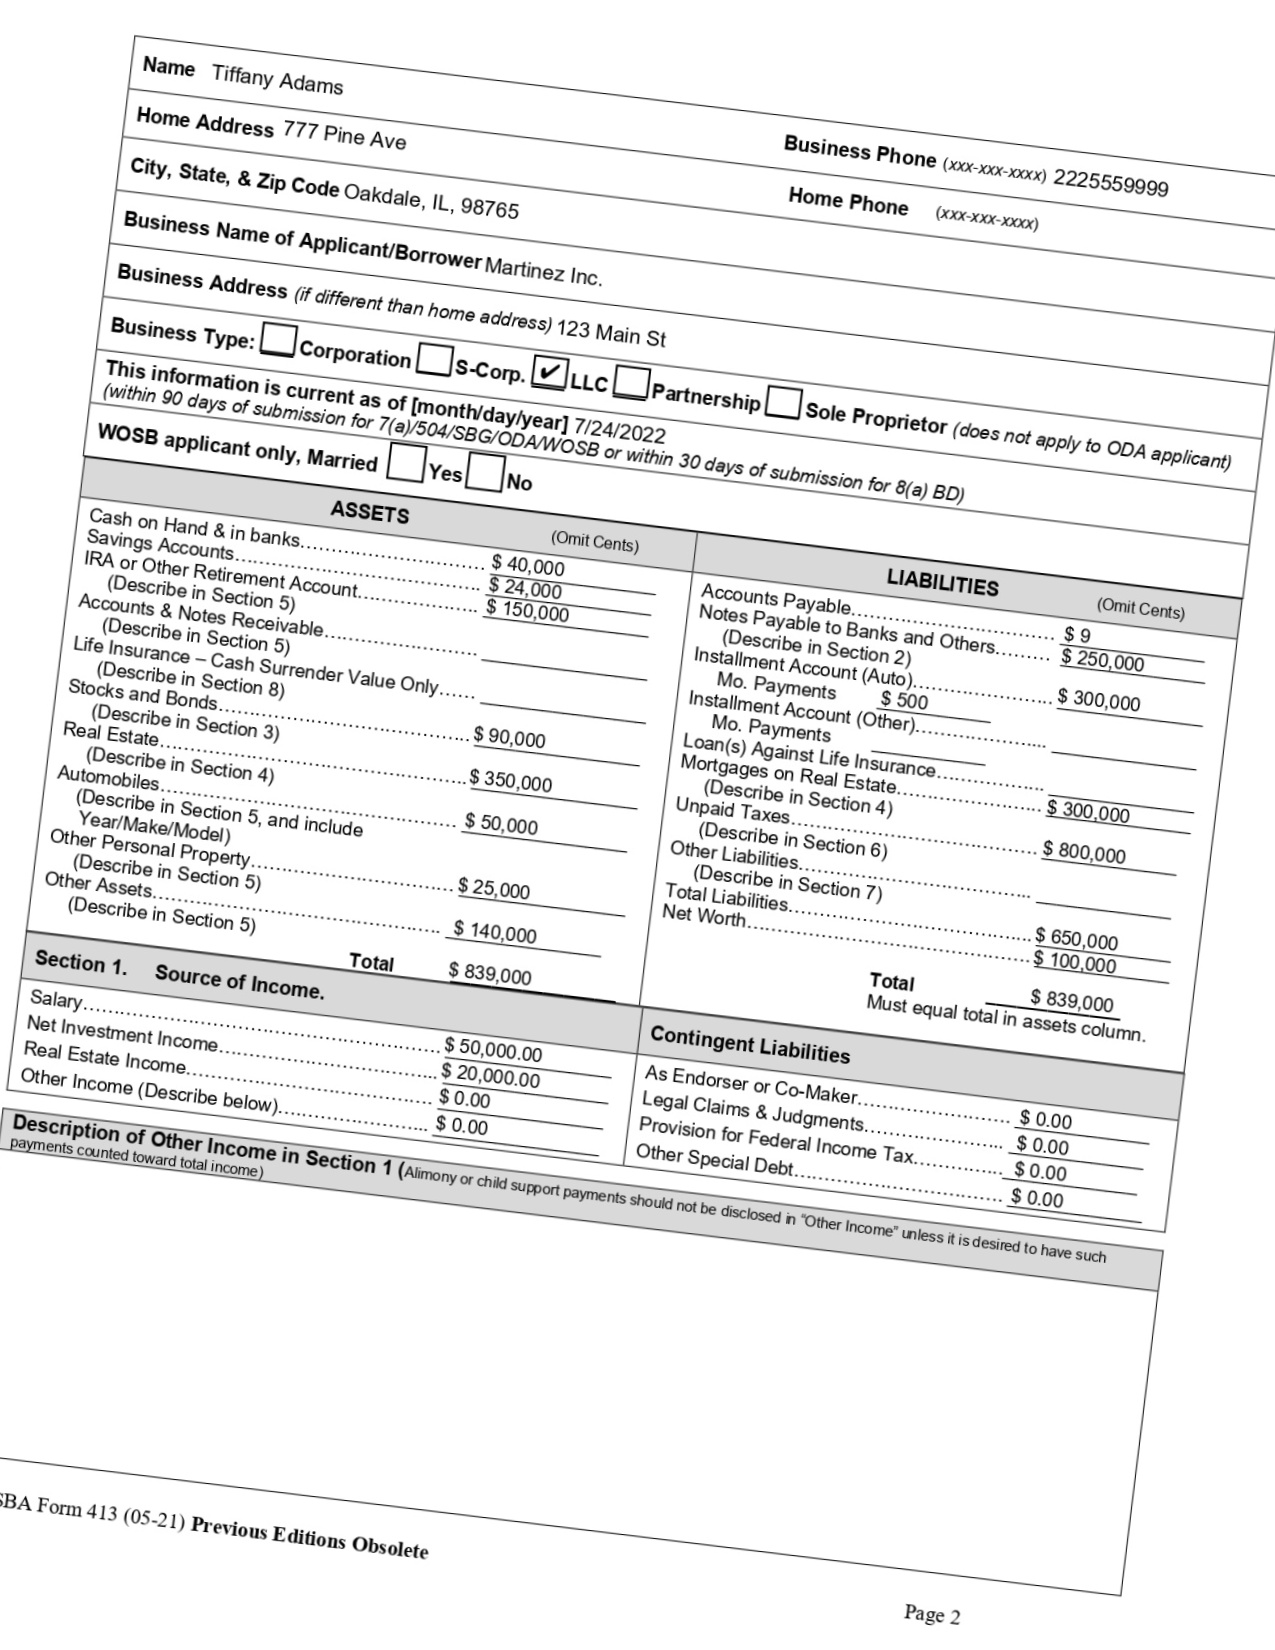 Name Tiffany Adams
Business Phone (xxx-xxx-xxxx) 2225559999
Home Address 777 Pine Ave
Home Phone (xxx-xxx-xxxx)
City, State, & Zip Code Oakdale, IL, 98765
Business Name of Applicant/Borrower Martinez Inc.
Business Address (if different than home address) 123 Main St
Business Type: Corporation S-Corp. ✔ LLC Partnership Sole Proprietor (does not apply to ODA applicant)
This information is current as of [month/day/year] 7/24/2022
(within 90 days of submission for 7(a)/504/SBG/ODA/WOSB or within 30 days of submission for 8(a) BD)
WOSB applicant only, Married Yes No
ASSETS (Omit Cents)
Cash on Hand & in banks.................................. $ 40,000
Savings Accounts.............................................. $ 24,000
IRA or Other Retirement Account...................... $ 150,000
(Describe in Section 5)
Accounts & Notes Receivable............................
(Describe in Section 5)
Life Insurance – Cash Surrender Value Only......
(Describe in Section 8)
Stocks and Bonds.............................................. $ 90,000
(Describe in Section 3)
Real Estate........................................................ $ 350,000
(Describe in Section 4)
Automobiles....................................................... $ 50,000
(Describe in Section 5, and include
Year/Make/Model)
Other Personal Property..................................... $ 25,000
(Describe in Section 5)
Other Assets..................................................... $ 140,000
(Describe in Section 5)
Total $ 839,000
LIABILITIES (Omit Cents)
Accounts Payable..................................... $ 9
Notes Payable to Banks and Others......... $ 250,000
(Describe in Section 2)
Installment Account (Auto)......................... $ 300,000
Mo. Payments $ 500
Installment Account (Other)........................
Mo. Payments
Loan(s) Against Life Insurance....................
Mortgages on Real Estate.......................... $ 300,000
(Describe in Section 4)
Unpaid Taxes............................................. $ 800,000
(Describe in Section 6)
Other Liabilities..........................................
(Describe in Section 7)
Total Liabilities............................................ $ 650,000
Net Worth................................................... $ 100,000
Total $ 839,000
Must equal total in assets column.
Section 1. Source of Income.
Salary................................................................ $ 50,000.00
Net Investment Income....................................... $ 20,000.00
Real Estate Income............................................ $ 0.00
Other Income (Describe below)........................... $ 0.00
Contingent Liabilities
As Endorser or Co-Maker............................ $ 0.00
Legal Claims & Judgments......................... $ 0.00
Provision for Federal Income Tax................ $ 0.00
Other Special Debt...................................... $ 0.00
Description of Other Income in Section 1 (Alimony or child support payments should not be disclosed in “Other Income” unless it is desired to have such
payments counted toward total income)
SBA Form 413 (05-21) Previous Editions Obsolete
Page 2